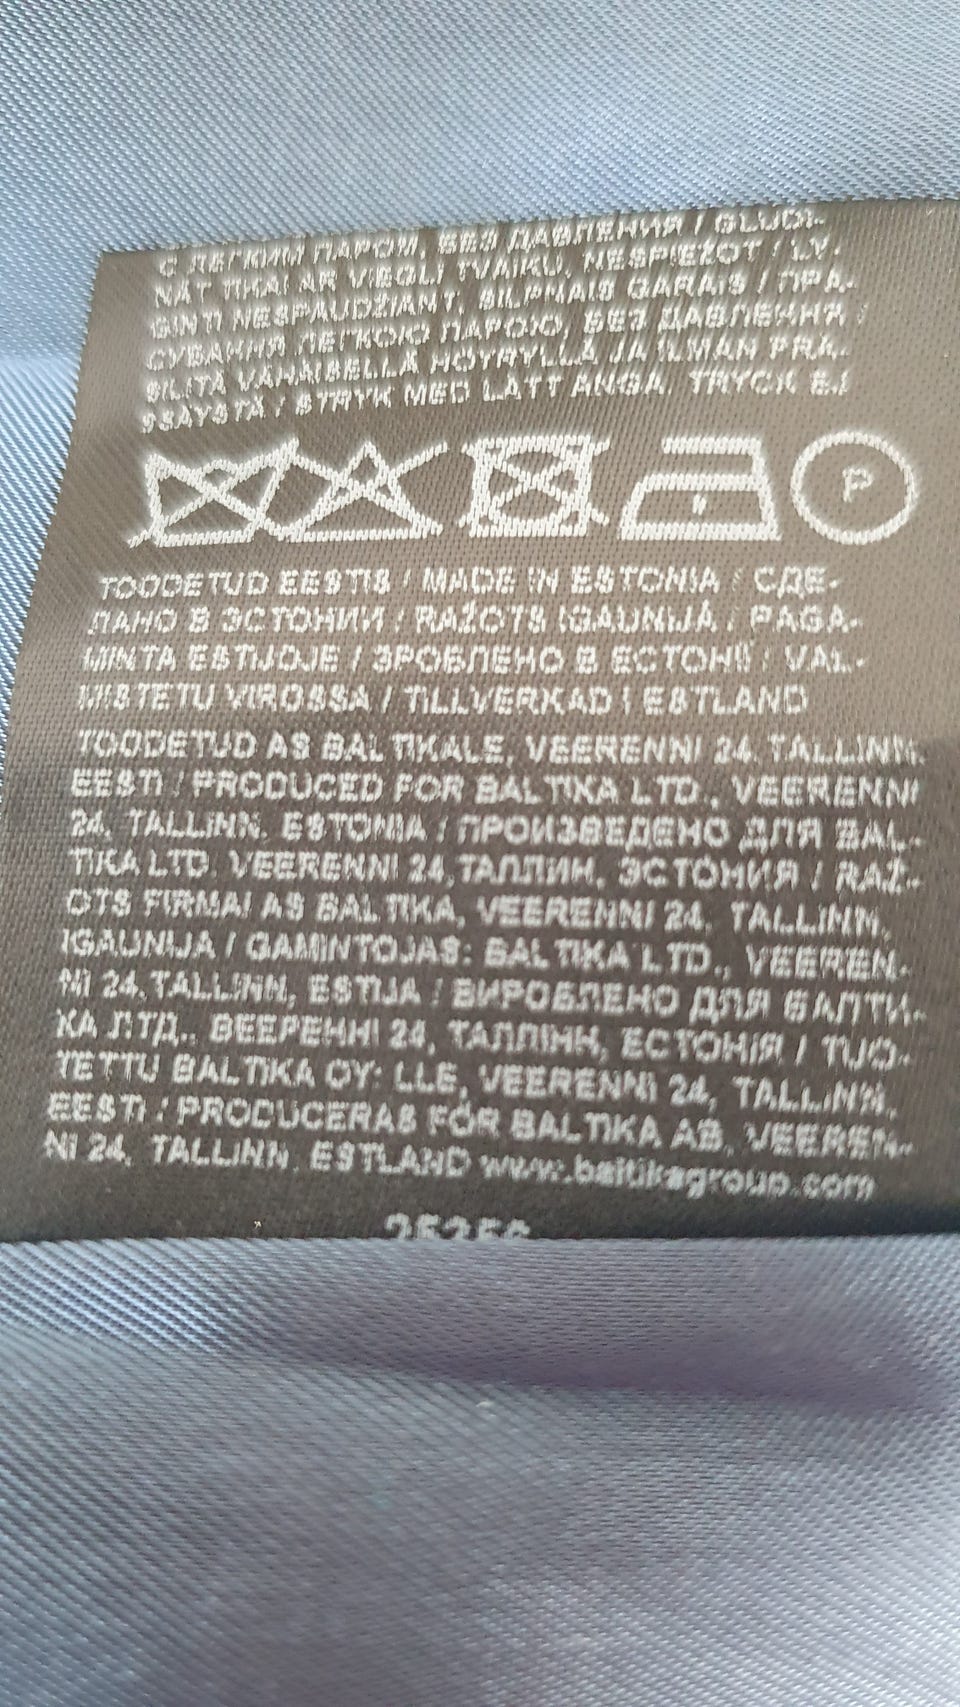 С ЛЕГКИМ ПАРОМ, БЕЗ ДАВЛЕНИЯ / GLUDI-
NĀT TIKAI AR VIEGLI TVAIKU, NESPIEŽOT / LY-
GINTI NESPAUDŽIANT, SILPNAIS GARAIS / ПРА-
СУВАННЯ ЛЕГКОЮ ПАРОЮ, БЕЗ ДАВЛЕННЯ /
SILITÄ VÄHÄISELLÄ HÖYRYLLÄ JA ILMAN PRÄ-
SSÄYSTÄ / STRYK MED LÄTT ÅNGA, TRYCK EJ
P
TOODETUD EESTIS / MADE IN ESTONIA / СДЕ-
ЛАНО В ЭСТОНИИ / RAŽOTS IGAUNIJĀ / PAGA-
MINTA ESTIJOJE / ЗРОБЛЕНО В ЕСТОНІЇ / VAL-
MISTETU VIROSSA / TILLVERKAD I ESTLAND
TOODETUD AS BALTIKALE, VEERENNI 24, TALLINN,
EESTI / PRODUCED FOR BALTIKA LTD., VEERENNI
24, TALLINN, ESTONIA / ПРОИЗВЕДЕНО ДЛЯ BAL-
TIKA LTD. VEERENNI 24,ТАЛЛИН, ЭСТОНИЯ / RAŽ-
OTS FIRMAI AS BALTIKA, VEERENNI 24, TALLINN,
IGAUNIJA / GAMINTOJAS: BALTIKA LTD., VEEREN-
NI 24,TALLINN, ESTIJA / ВИРОБЛЕНО ДЛЯ БАЛТИ-
КА ЛТД., ВЕЕРЕННІ 24, ТАЛЛІНН, ЕСТОНІЯ / TUO-
TETTU BALTIKA OY: LLE, VEERENNI 24, TALLINN,
EESTI / PRODUCERAS FÖR BALTIKA AB, VEEREN-
NI 24, TALLINN, ESTLAND www.baltikagroup.com